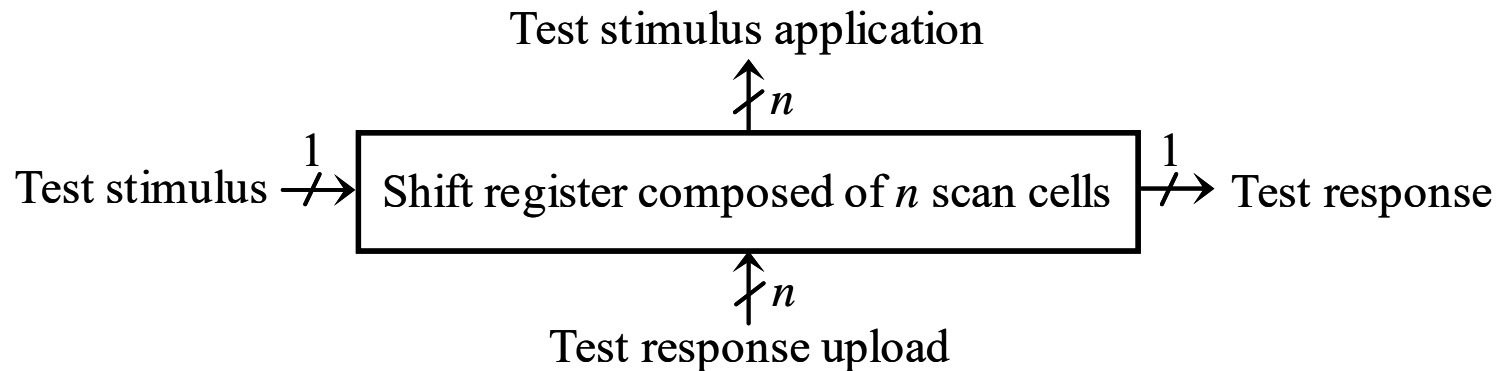 Test stimulus application
n
1
1
Test stimulus
Shift register composed of n scan cells
Test response
n
Test response upload